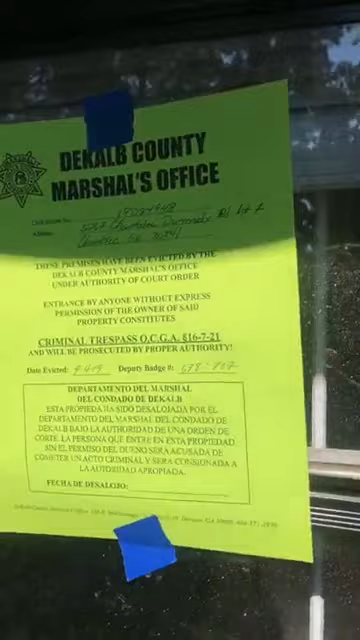 DEKALB COUNTY
MARSHAL'S OFFICE
THESE PREMISES HAVE BEEN EVICTED BY THE
DEKALB COUNTY MARSHAL'S OFFICE
UNDER AUTHORITY OF COURT ORDER
ENTRANCE BY ANYONE WITHOUT EXPRESS
PERMISSION OF THE OWNER OF SAID
PROPERTY CONSTITUTES
CRIMINAL TRESPASS O.C.G.A. §16-7-21
AND WILL BE PROSECUTED BY PROPER AUTHORITY!
Date Evicted: Deputy Badge #:
DEPARTAMENTO DEL MARSHAL
DEL CONDADO DE DEKALB
ESTA PROPIEDA HA SIDO DESALOJADA POR EL
DEPARTAMENTO DEL MARSHAL DEL CONDADO DE
DEKALB BAJO LA AUTHORIDAD DE UNA ORDEN DE
CORTE. LA PERSONA QUE ENTRE EN ESTA PROPIEDAD
SIN EL PERMISO DEL DUENO SERA ACUSADA DE
COMETER UN ACTO CRIMINAL Y SERA CONSIGNADA A
LA AUTORIDAD APROPIADA.
FECHA DE DESALOJO: